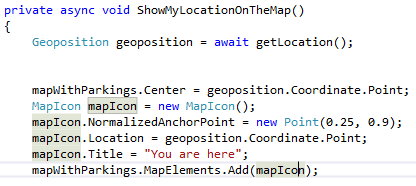 private async void ShowMyLocationOnTheMap()
{
Geoposition geoposition = await getLocation();
mapWithParkings.Center = geoposition.Coordinate.Point;
MapIcon mapIcon = new MapIcon();
mapIcon.NormalizedAnchorPoint = new Point(0.25, 0.9);
mapIcon.Location = geoposition.Coordinate.Point;
mapIcon.Title = "You are here";
mapWithParkings.MapElements.Add(mapIcon);